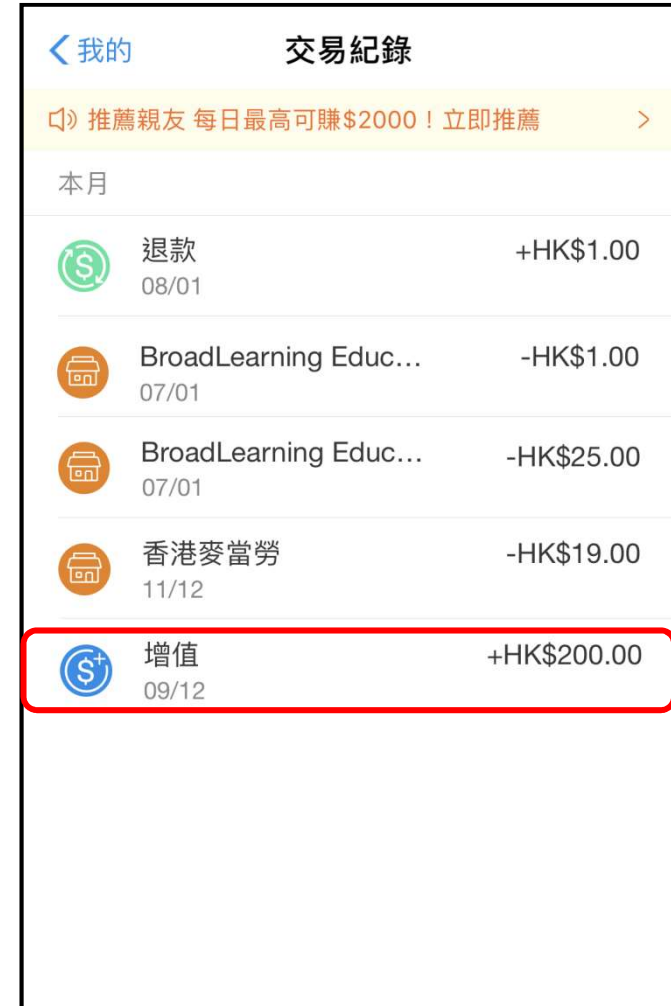 我的 交易紀錄
推薦親友 每日最高可賺$2000！立即推薦
本月
退款 +HK$1.00
08/01
BroadLearning Educ... -HK$1.00
07/01
BroadLearning Educ... -HK$25.00
07/01
香港麥當勞 -HK$19.00
11/12
增值 +HK$200.00
09/12